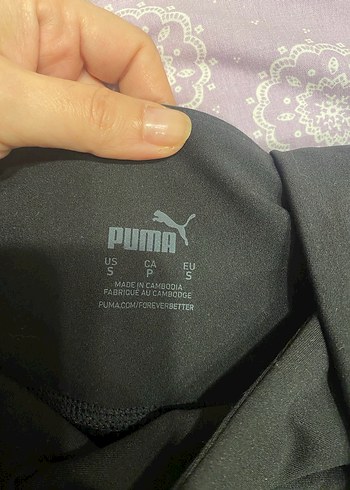 PUMA
US CA EU
S P S
MADE IN CAMBODIA
FABRIQUÉ AU CAMBODGE
PUMA.COM/FOREVERBETTER